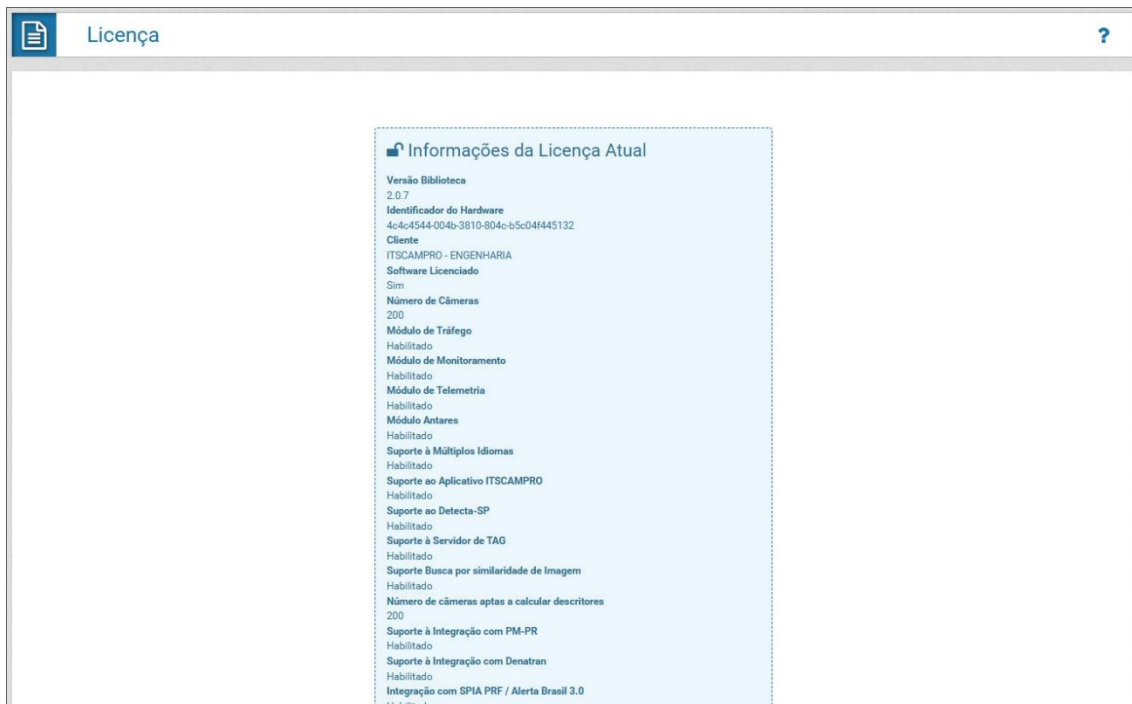 Licença
?
Informações da Licença Atual
Versão Biblioteca
2.0.7
Identificador do Hardware
4c4c4544-004b-3810-804c-b5c04f445132
Cliente
ITSCAMPRO - ENGENHARIA
Software Licenciado
Sim
Número de Câmeras
200
Módulo de Tráfego
Habilitado
Módulo de Monitoramento
Habilitado
Módulo de Telemetria
Habilitado
Módulo Antares
Habilitado
Suporte à Múltiplos Idiomas
Habilitado
Suporte ao Aplicativo ITSCAMPRO
Habilitado
Suporte ao Detecta-SP
Habilitado
Suporte à Servidor de TAG
Habilitado
Suporte Busca por similaridade de Imagem
Habilitado
Número de câmeras aptas a calcular descritores
200
Suporte à Integração com PM-PR
Habilitado
Suporte à Integração com Denatran
Habilitado
Integração com SPIA PRF / Alerta Brasil 3.0